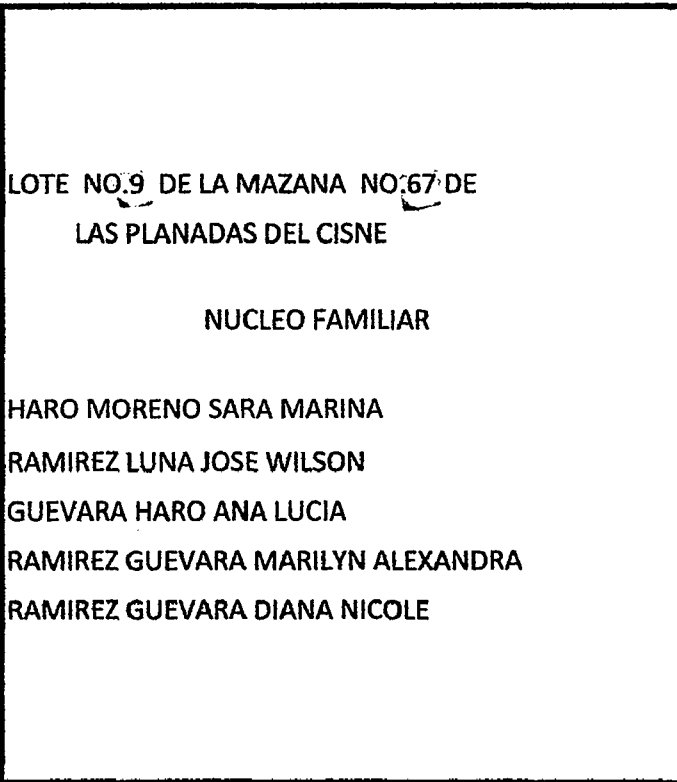 LOTE NO.9 DE LA MAZANA NO.67 DE
LAS PLANADAS DEL CISNE
NUCLEO FAMILIAR
HARO MORENO SARA MARINA
RAMIREZ LUNA JOSE WILSON
GUEVARA HARO ANA LUCIA
RAMIREZ GUEVARA MARILYN ALEXANDRA
RAMIREZ GUEVARA DIANA NICOLE